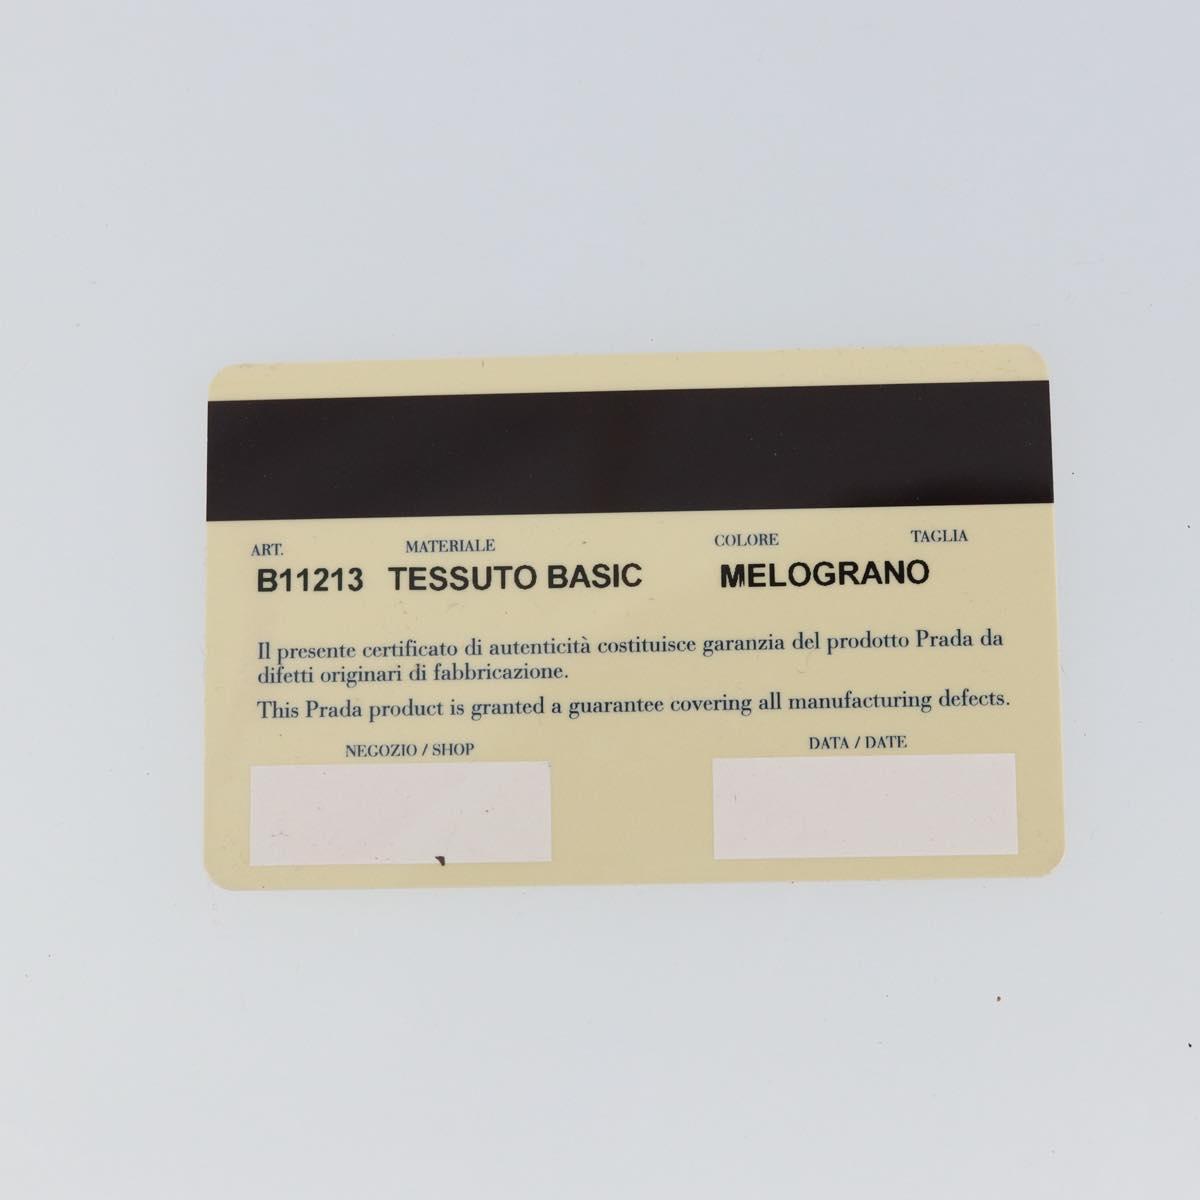 ART. MATERIALE COLORE TAGLIA
B11213 TESSUTO BASIC MELOGRANO
Il presente certificato di autenticità costituisce garanzia del prodotto Prada da
difetti originari di fabbricazione.
This Prada product is granted a guarantee covering all manufacturing defects.
NEGOZIO / SHOP DATA / DATE